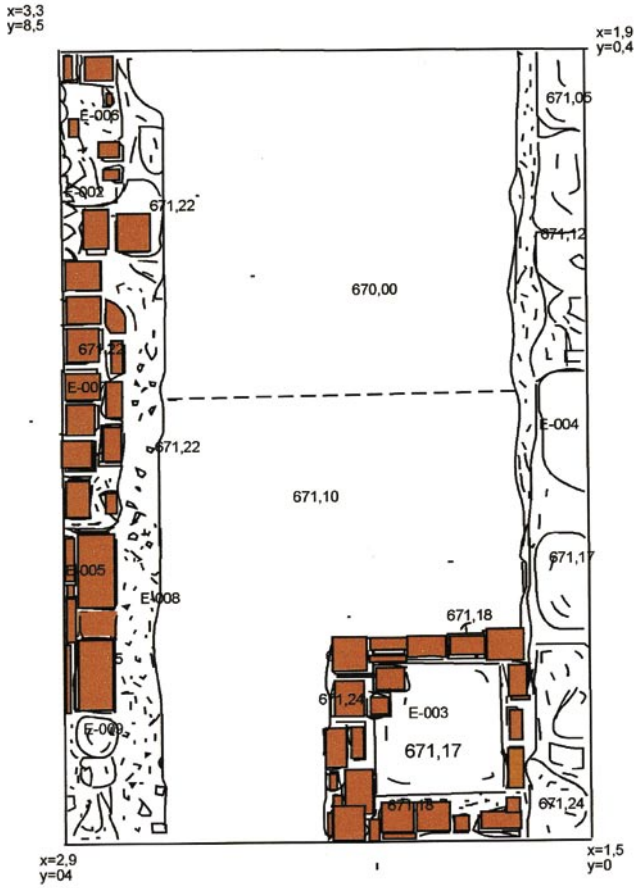 x=3,3
y=8,5
x=1,9
y=0,4
671,05
E-006
E-002
671,22
671,12
670,00
671,22
E-00
E-004
671,22
671,10
671,17
E-005
E-008
671,18
5
671,24
E-003
E-009
671,17
671,18
671,24
x=2,9
y=04
x=1,5
y=0